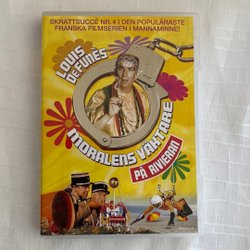 SKRATTSUCCÉ NR.4 I DEN POPULÄRASTE
FRANSKA FILMSERIEN I MANNAMINNE!
LOUIS
DE FUNÈS
MORALENS VÄKTARE
PÅ RIVIERAN